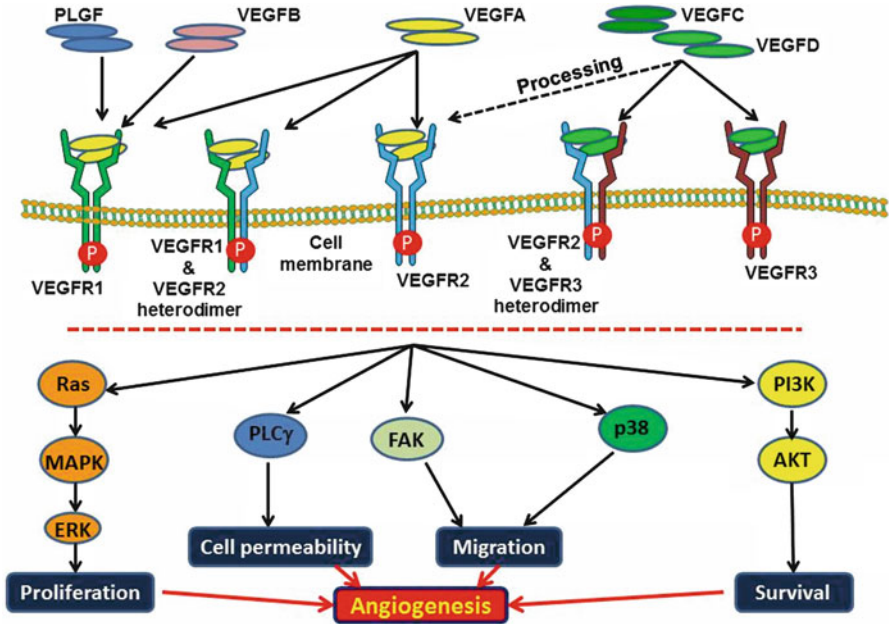 PLGF
VEGFB
VEGFA
VEGFC
VEGFD
Processing
P
P
P
P
P
VEGFR1
VEGFR1
&
VEGFR2
heterodimer
Cell
membrane
VEGFR2
VEGFR2
&
VEGFR3
heterodimer
VEGFR3
Ras
PI3K
PLCγ
FAK
p38
MAPK
AKT
ERK
Cell permeability
Migration
Proliferation
Angiogenesis
Survival